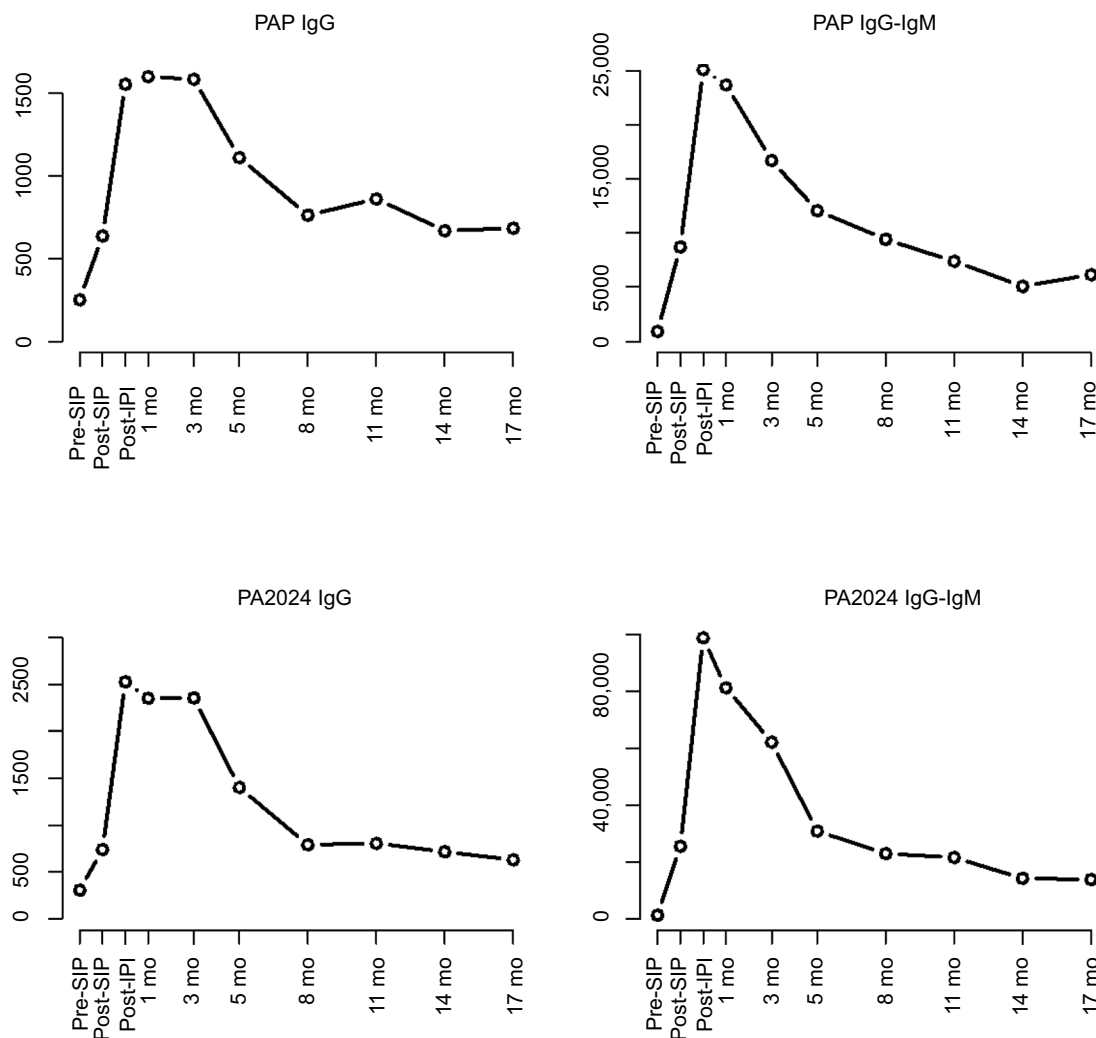 PAP IgG
1500
1000
500
0
Pre-SIP
Post-SIP
Post-IPI
1 mo
3 mo
5 mo
8 mo
11 mo
14 mo
17 mo
PAP IgG-IgM
25,000
15,000
5000
0
Pre-SIP
Post-SIP
Post-IPI
1 mo
3 mo
5 mo
8 mo
11 mo
14 mo
17 mo
PA2024 IgG
2500
1500
500
0
Pre-SIP
Post-SIP
Post-IPI
1 mo
3 mo
5 mo
8 mo
11 mo
14 mo
17 mo
PA2024 IgG-IgM
80,000
40,000
0
Pre-SIP
Post-SIP
Post-IPI
1 mo
3 mo
5 mo
8 mo
11 mo
14 mo
17 mo